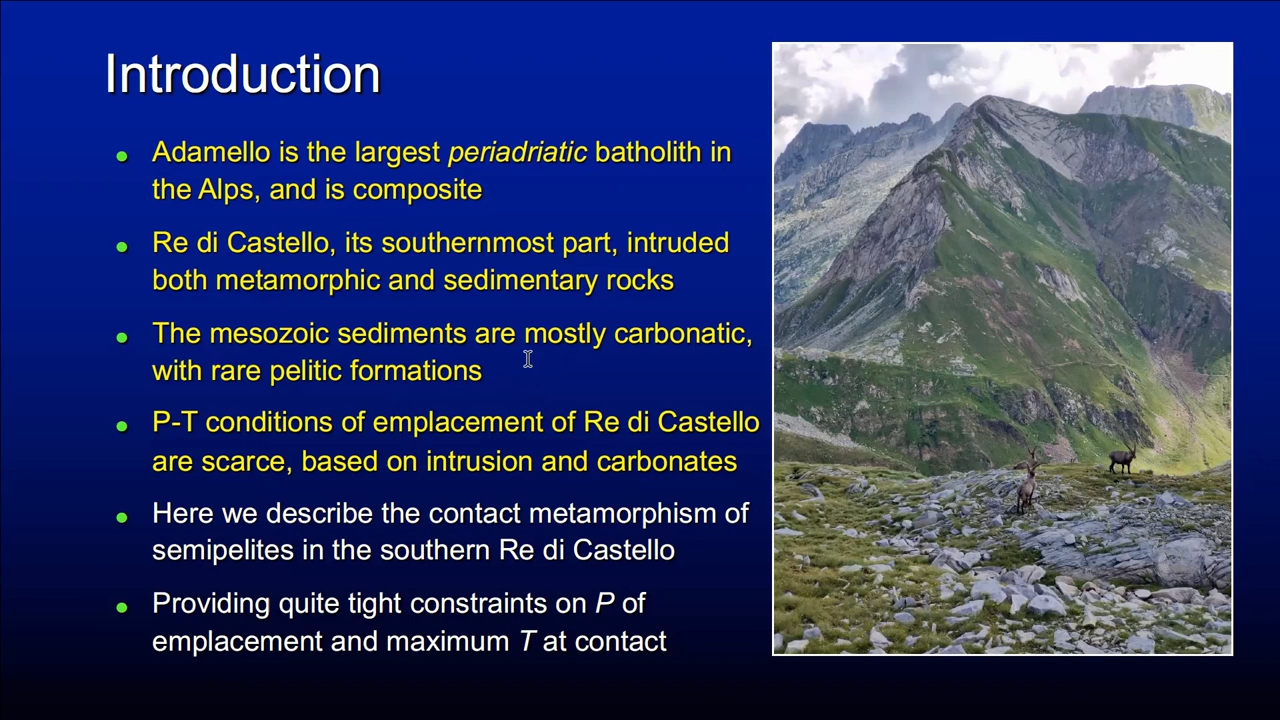 Introduction
Adamello is the largest periadriatic batholith in
the Alps, and is composite
Re di Castello, its southernmost part, intruded
both metamorphic and sedimentary rocks
The mesozoic sediments are mostly carbonatic,
with rare pelitic formations
P-T conditions of emplacement of Re di Castello
are scarce, based on intrusion and carbonates
Here we describe the contact metamorphism of
semipelites in the southern Re di Castello
Providing quite tight constraints on P of
emplacement and maximum T at contact